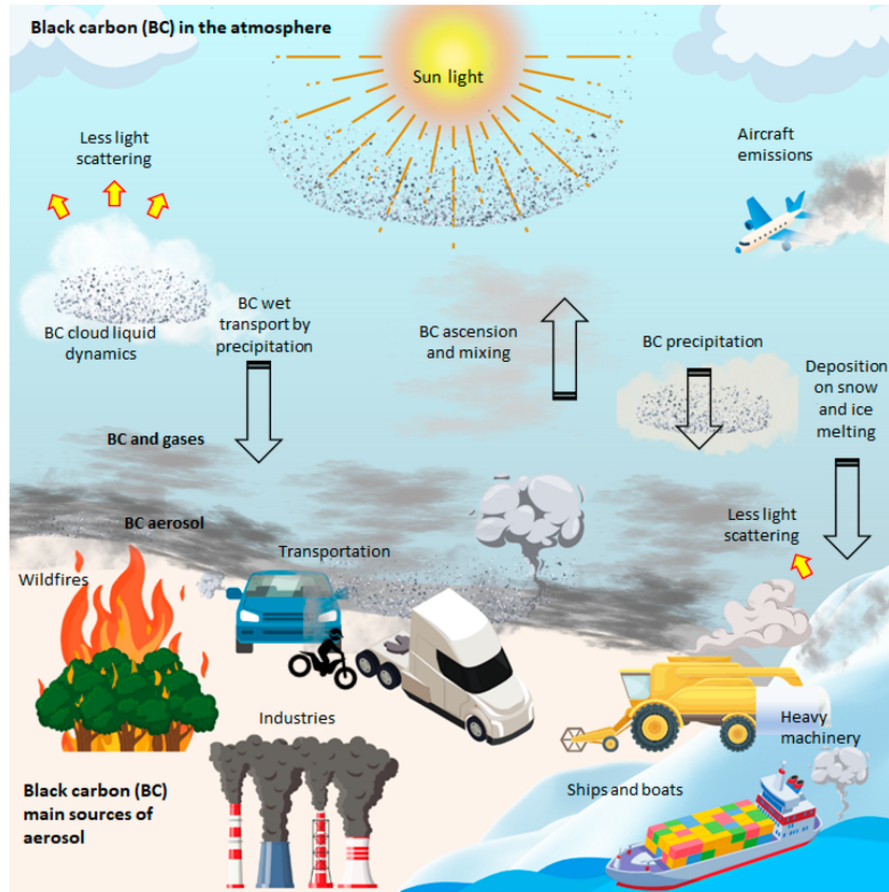 Black carbon (BC) in the atmosphere
Sun light
Less light
scattering
Aircraft
emissions
BC cloud liquid
dynamics
BC wet
transport by
precipitation
BC ascension
and mixing
BC precipitation
Deposition
on snow
and ice
melting
BC and gases
BC aerosol
Less light
scattering
Wildfires
Transportation
Industries
Heavy
machinery
Ships and boats
Black carbon (BC)
main sources of
aerosol